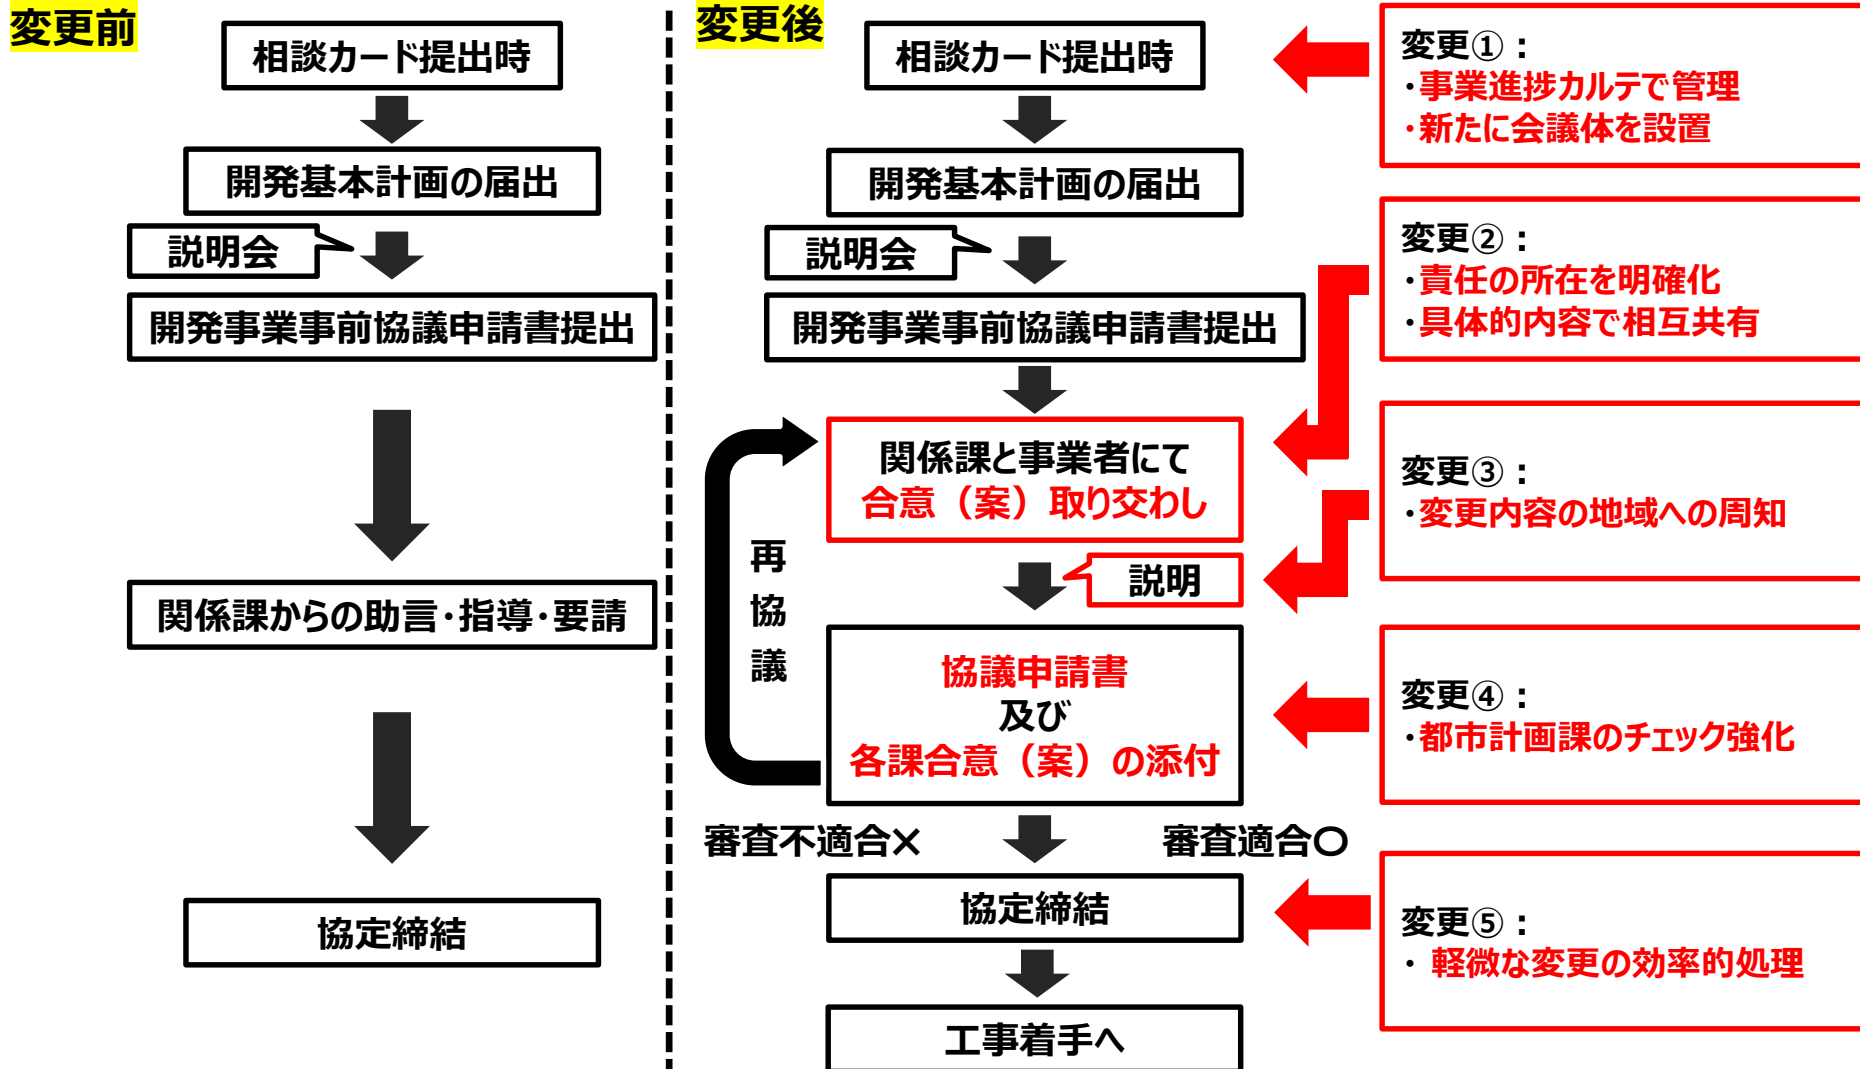 変更前
相談カード提出時
開発基本計画の届出
説明会
開発事業事前協議申請書提出
関係課からの助言・指導・要請
協定締結
変更後
相談カード提出時
開発基本計画の届出
説明会
開発事業事前協議申請書提出
関係課と事業者にて
合意（案）取り交わし
説明
再
協
議
協議申請書
及び
各課合意（案）の添付
審査不適合✕
審査適合〇
協定締結
工事着手へ
変更①：
・事業進捗カルテで管理
・新たに会議体を設置
変更②：
・責任の所在を明確化
・具体的内容で相互共有
変更③：
・変更内容の地域への周知
変更④：
・都市計画課のチェック強化
変更⑤：
・ 軽微な変更の効率的処理